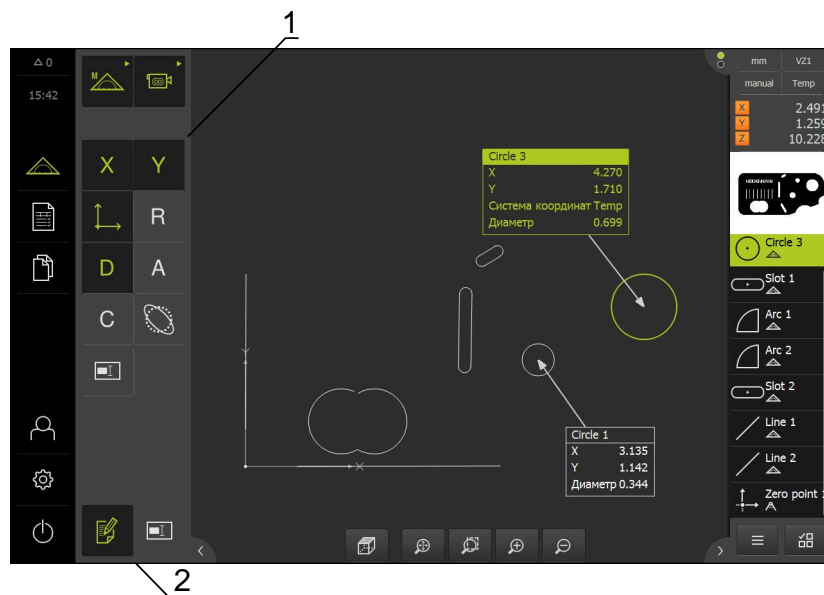 1
0
15:42
M
X Y
R
D A
C
2
Circle 3
X 4.270
Y 1.710
Система координат Temp
Диаметр 0.699
Y
X
Circle 1
X 3.135
Y 1.142
Диаметр 0.344
mm VZ1
manual Temp
X 2.491
Y 1.259
Z 10.228
HEIDENHAIN
Circle 3
Slot 1
Arc 1
Arc 2
Slot 2
Line 1
Line 2
Zero point 1